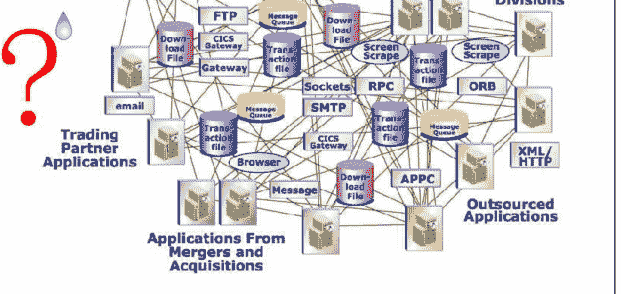 Divisions
?
FTP
Message
Queue
Down-
load
File
Down
load
File
CICS
Gateway
Trans
action
file
Screen
Scrape
Screen
Scrape
Trans
action
file
Gateway
Sockets
RPC
ORB
email
Message
Queue
SMTP
Trading
Partner
Applications
Trans
action
file
CICS
Gateway
Trans
action
file
Message
Queue
Browser
XML/
HTTP
Message
Down-
load
File
APPC
Outsourced
Applications
Applications From
Mergers and
Acquisitions